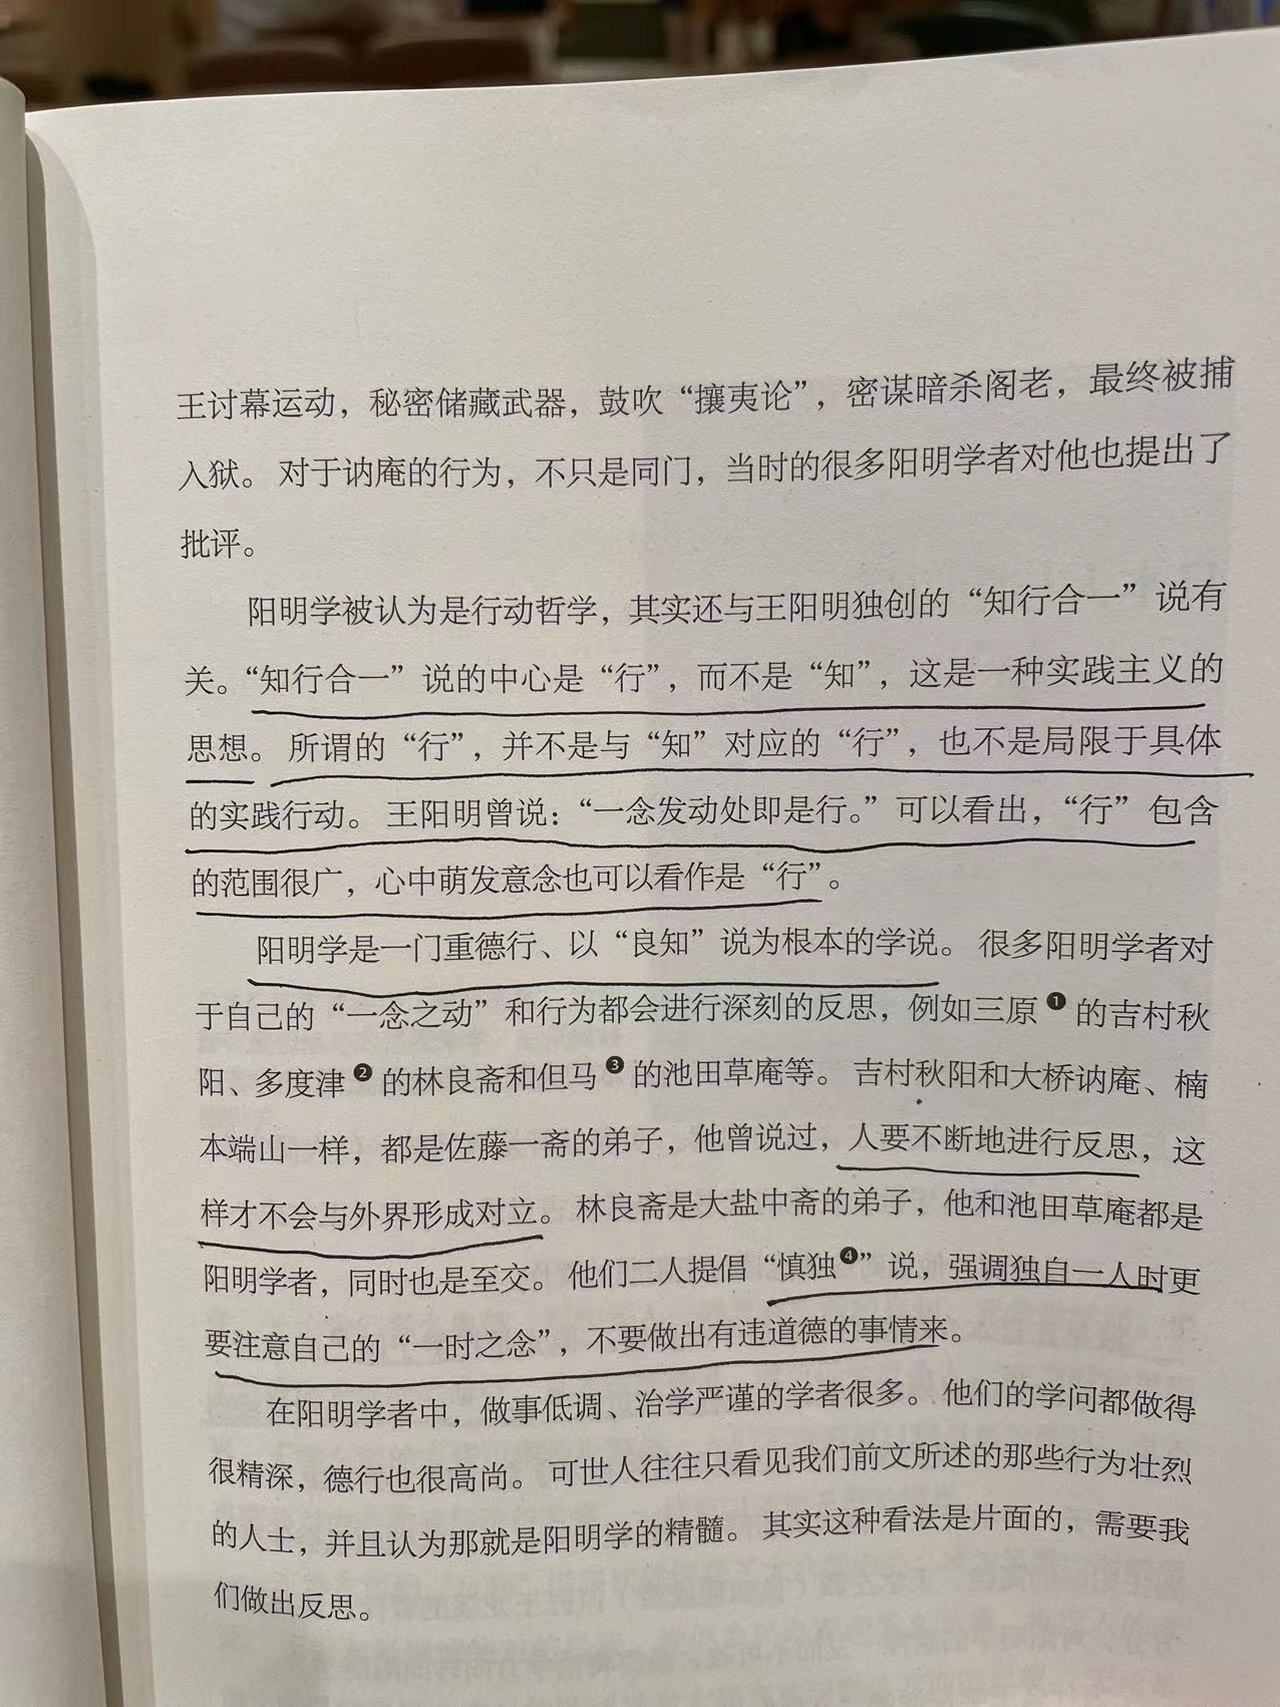 王讨幕运动，秘密储藏武器，鼓吹“攘夷论”，密谋暗杀阁老，最终被捕
入狱。对于讷庵的行为，不只是同门，当时的很多阳明学者对他也提出了
批评。
阳明学被认为是行动哲学，其实还与王阳明独创的“知行合一”说有
关。“知行合一”说的中心是“行”，而不是“知”，这是一种实践主义的
思想。所谓的“行”，并不是与“知”对应的“行”，也不是局限于具体
的实践行动。王阳明曾说：“一念发动处即是行。”可以看出，“行”包含
的范围很广，心中萌发意念也可以看作是“行”。
阳明学是一门重德行、以“良知”说为根本的学说。很多阳明学者对
于自己的“一念之动”和行为都会进行深刻的反思，例如三原❶的吉村秋
阳、多度津❷的林良斋和但马❸的池田草庵等。吉村秋阳和大桥讷庵、楠
本端山一样，都是佐藤一斋的弟子，他曾说过，人要不断地进行反思，这
样才不会与外界形成对立。林良斋是大盐中斋的弟子，他和池田草庵都是
阳明学者，同时也是至交。他们二人提倡“慎独❹”说，强调独自一人时更
要注意自己的“一时之念”，不要做出有违道德的事情来。
在阳明学者中，做事低调、治学严谨的学者很多。他们的学问都做得
很精深，德行也很高尚。可世人往往只看见我们前文所述的那些行为壮烈
的人士，并且认为那就是阳明学的精髓。其实这种看法是片面的，需要我
们做出反思。